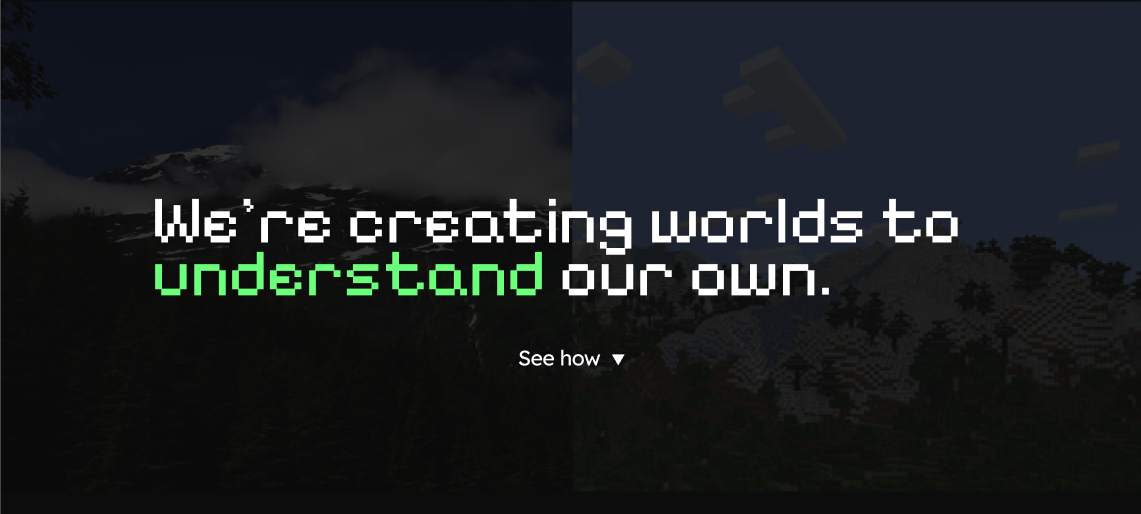 We're creating worlds to
understand our own.
See how ▼